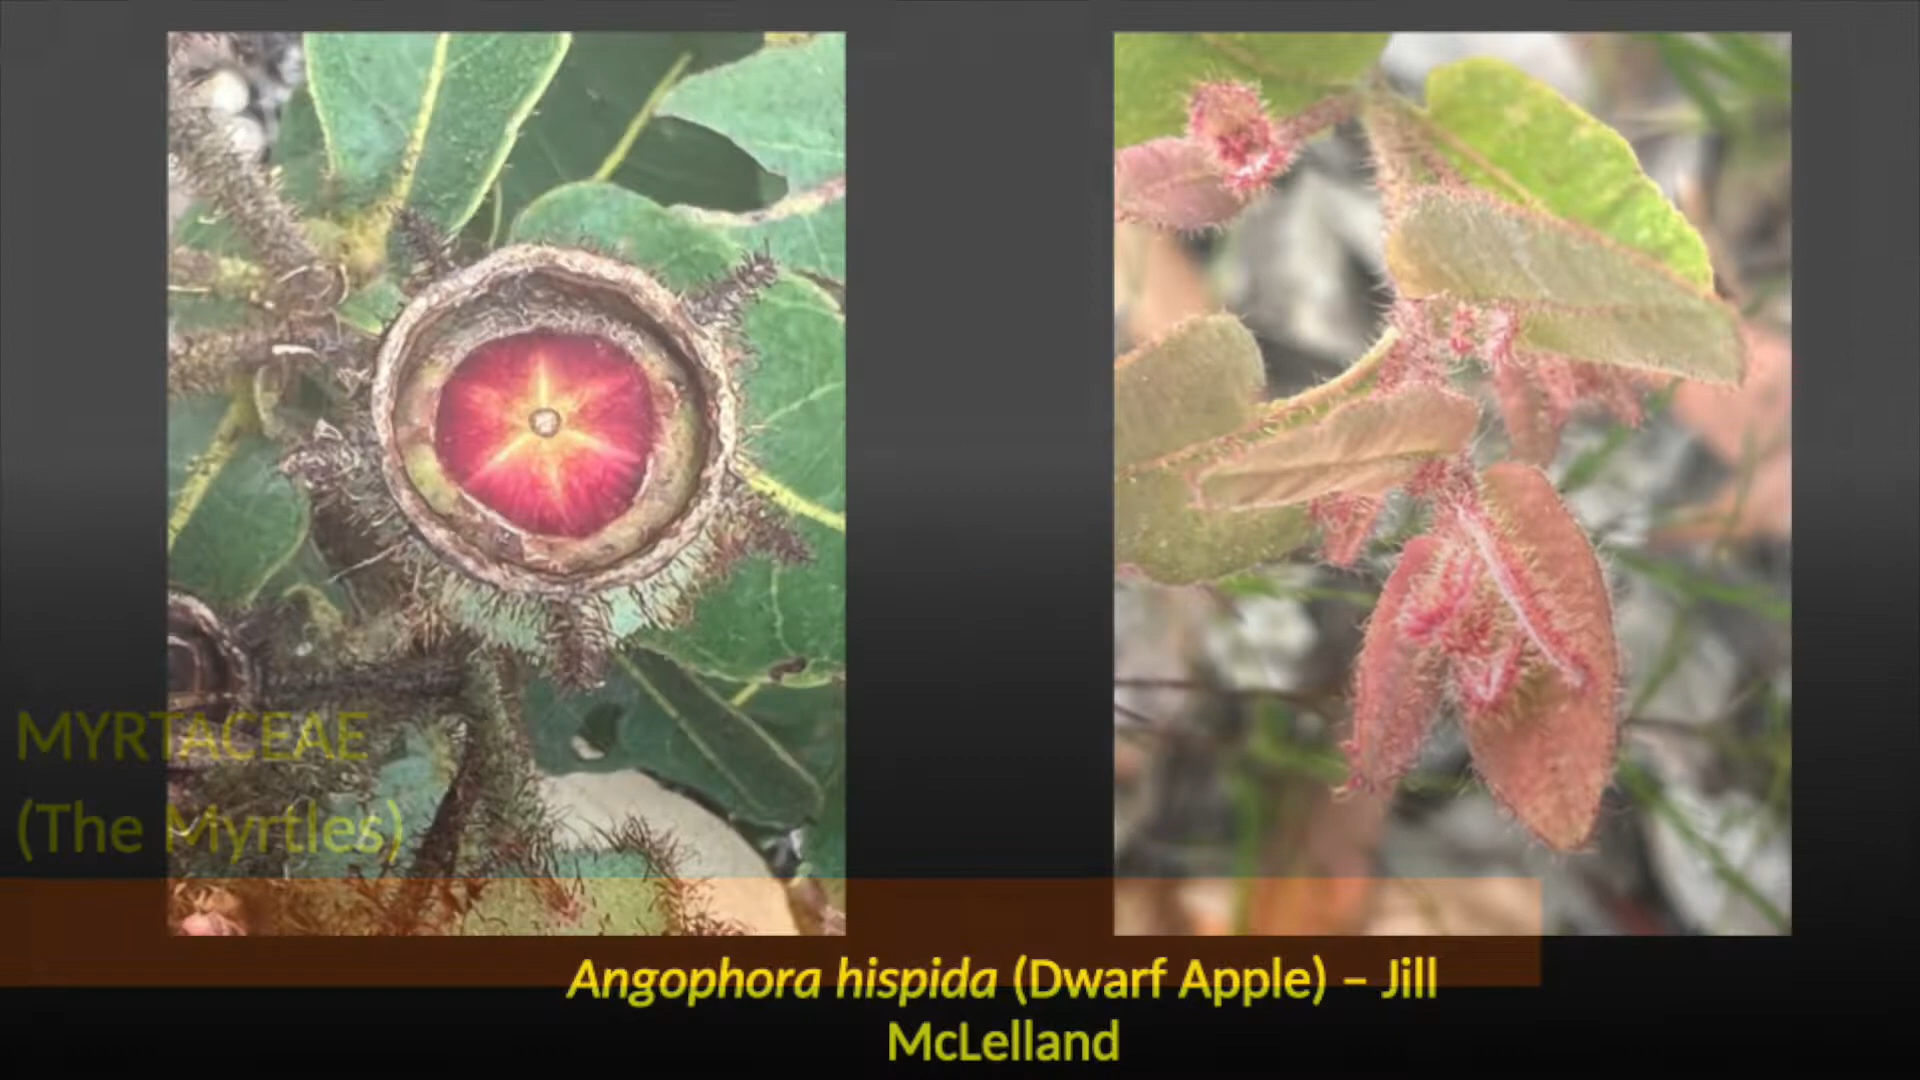 MYRTACEAE
(The Myrtles)
Angophora hispida (Dwarf Apple) – Jill
McLelland